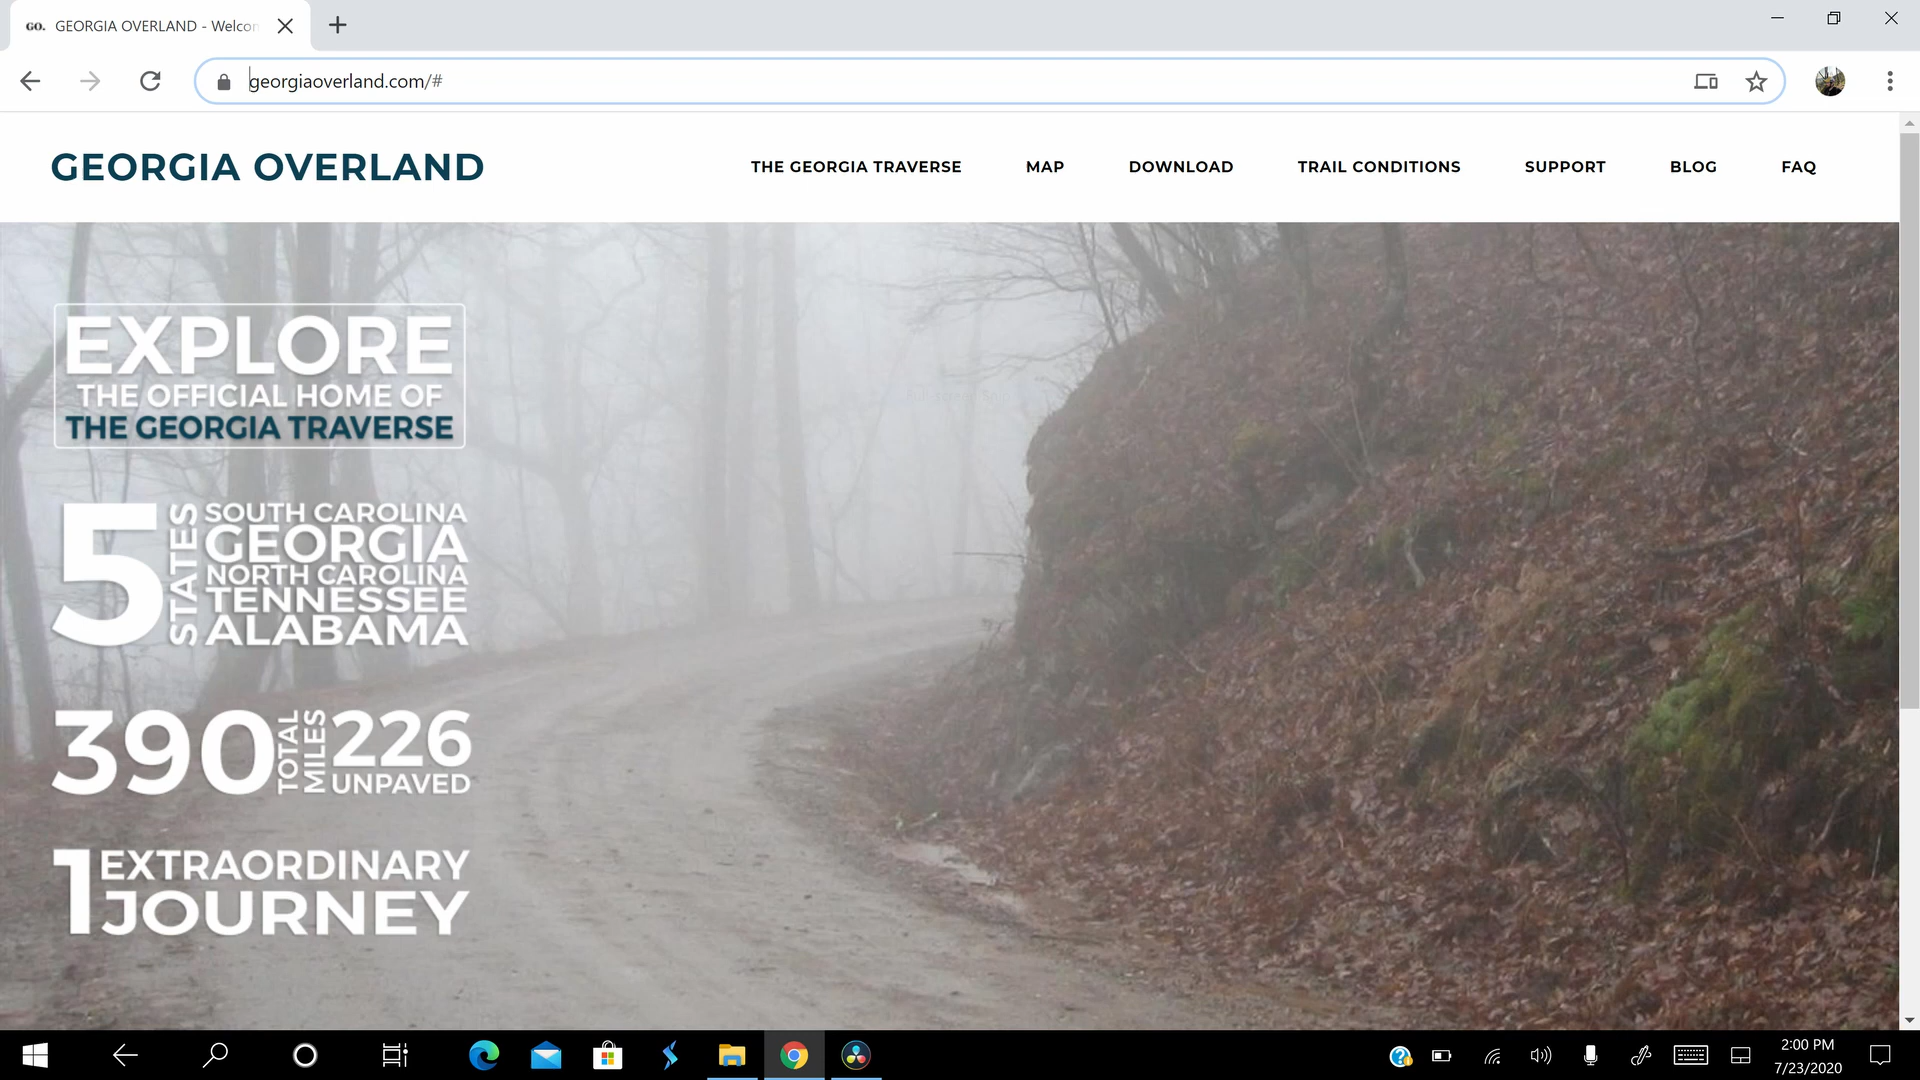 GO. GEORGIA OVERLAND - Welcon
georgiaoverland.com/#
GEORGIA OVERLAND
THE GEORGIA TRAVERSE
MAP
DOWNLOAD
TRAIL CONDITIONS
SUPPORT
BLOG
FAQ
EXPLORE
THE OFFICIAL HOME OF
THE GEORGIA TRAVERSE
5 STATES
SOUTH CAROLINA
GEORGIA
NORTH CAROLINA
TENNESSEE
ALABAMA
390 TOTAL MILES
226 UNPAVED
1 EXTRAORDINARY
JOURNEY
2:00 PM
7/23/2020